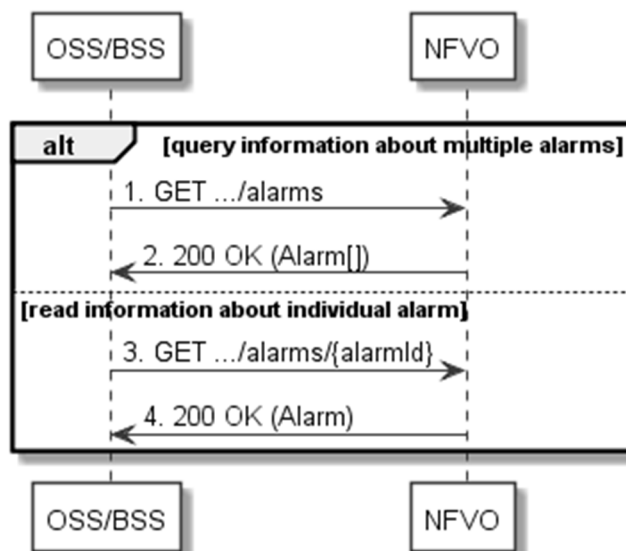 OSS/BSS NFVO
alt [query information about multiple alarms]
1. GET .../alarms
2. 200 OK (Alarm[])
[read information about individual alarm]
3. GET .../alarms/{alarmId}
4. 200 OK (Alarm)
OSS/BSS NFVO